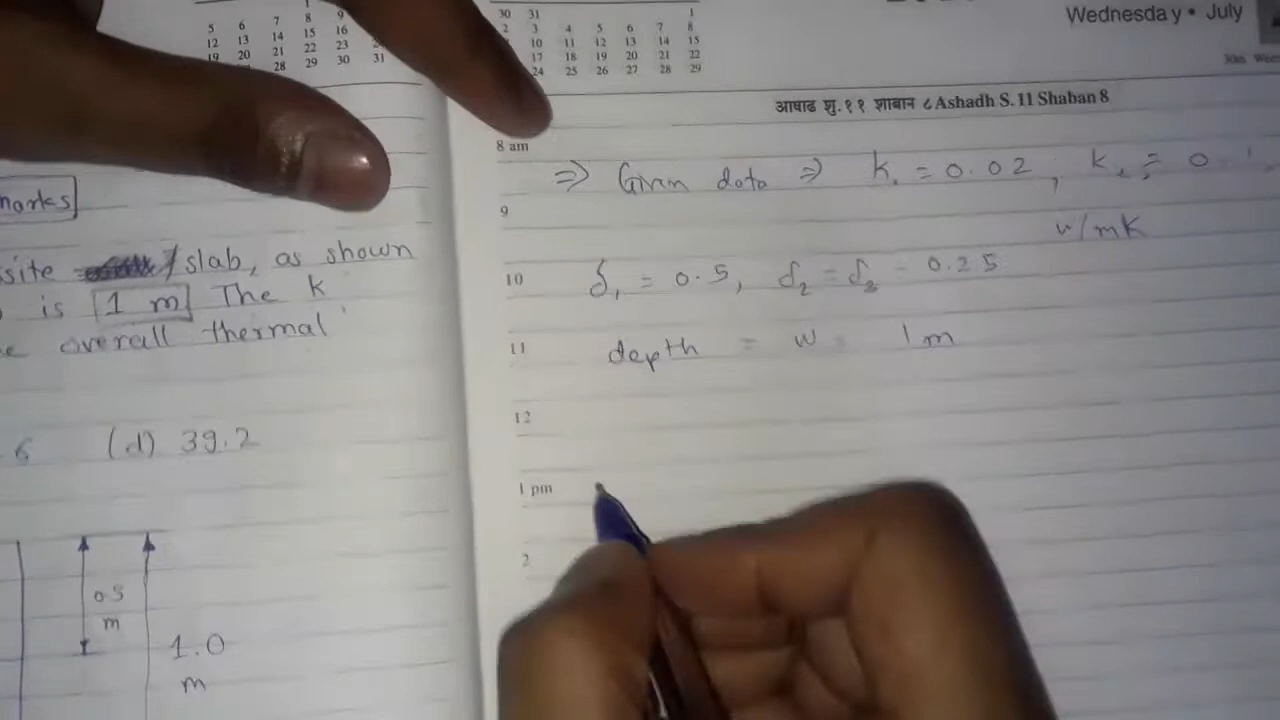 1
5 6 7 8 9
12 13 14 15 16
19 20 21 22 23
28 29 30 31
30 31 1
2 3 4 5 6 7 8
10 11 12 13 14 15
17 18 19 20 21 22
24 25 26 27 28 29
Wednesday • July
आषाढ शु.११ शाबान ८ Ashadh S. 11 Shaban 8
marks
site slab, as shown
is 1 m The k
overall thermal
6 (d) 39.2
0.5
m
1.0
m
8 am
⇒ Given data ⇒ k₁ = 0.02, k₂ = 0.
9
w/mK
10 δ₁ = 0.5, δ₂ = δ₃ = 0.25
11 depth = w = 1m
12
1 pm
2